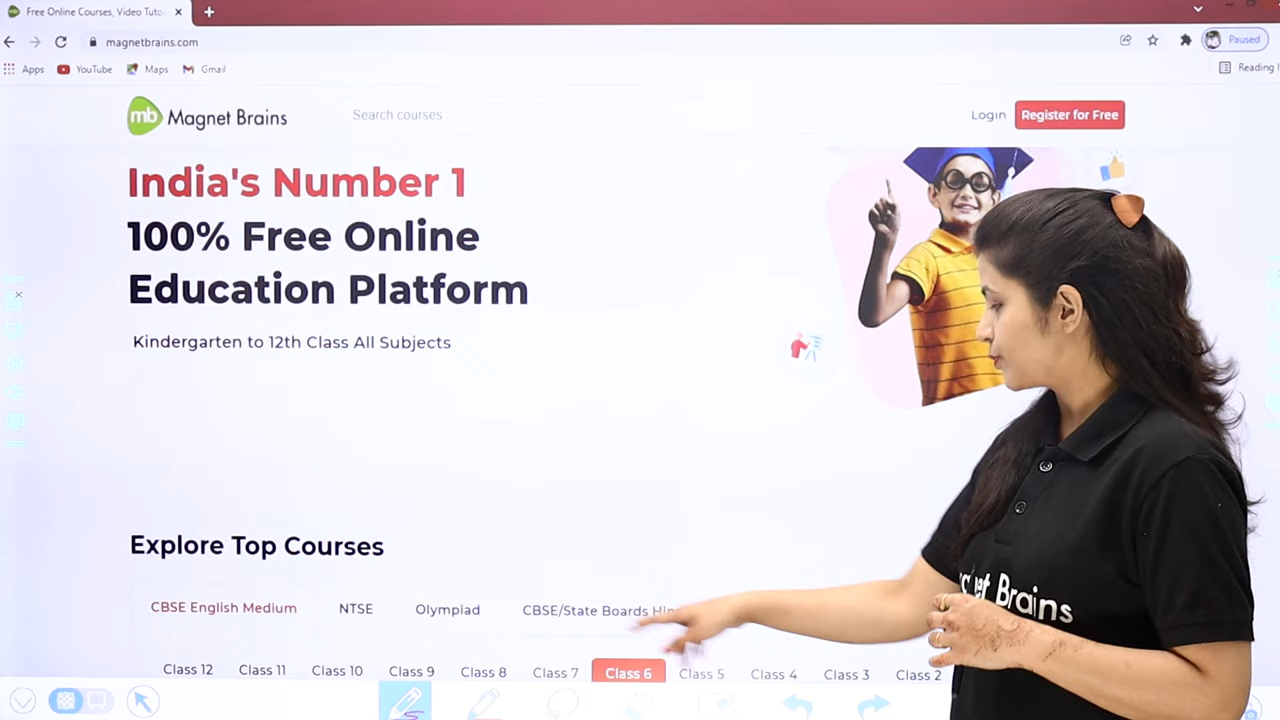 Free Online Courses, Video Tuto
magnetbrains.com
Paused
Apps YouTube Maps Gmail
Reading
mb Magnet Brains
Search courses
Login Register for Free
India's Number 1
100% Free Online
Education Platform
Kindergarten to 12th Class All Subjects
Explore Top Courses
CBSE English Medium NTSE Olympiad CBSE/State Boards
Class 12 Class 11 Class 10 Class 9 Class 8 Class 7 Class 6 Class 5 Class 4 Class 3 Class 2
Brains